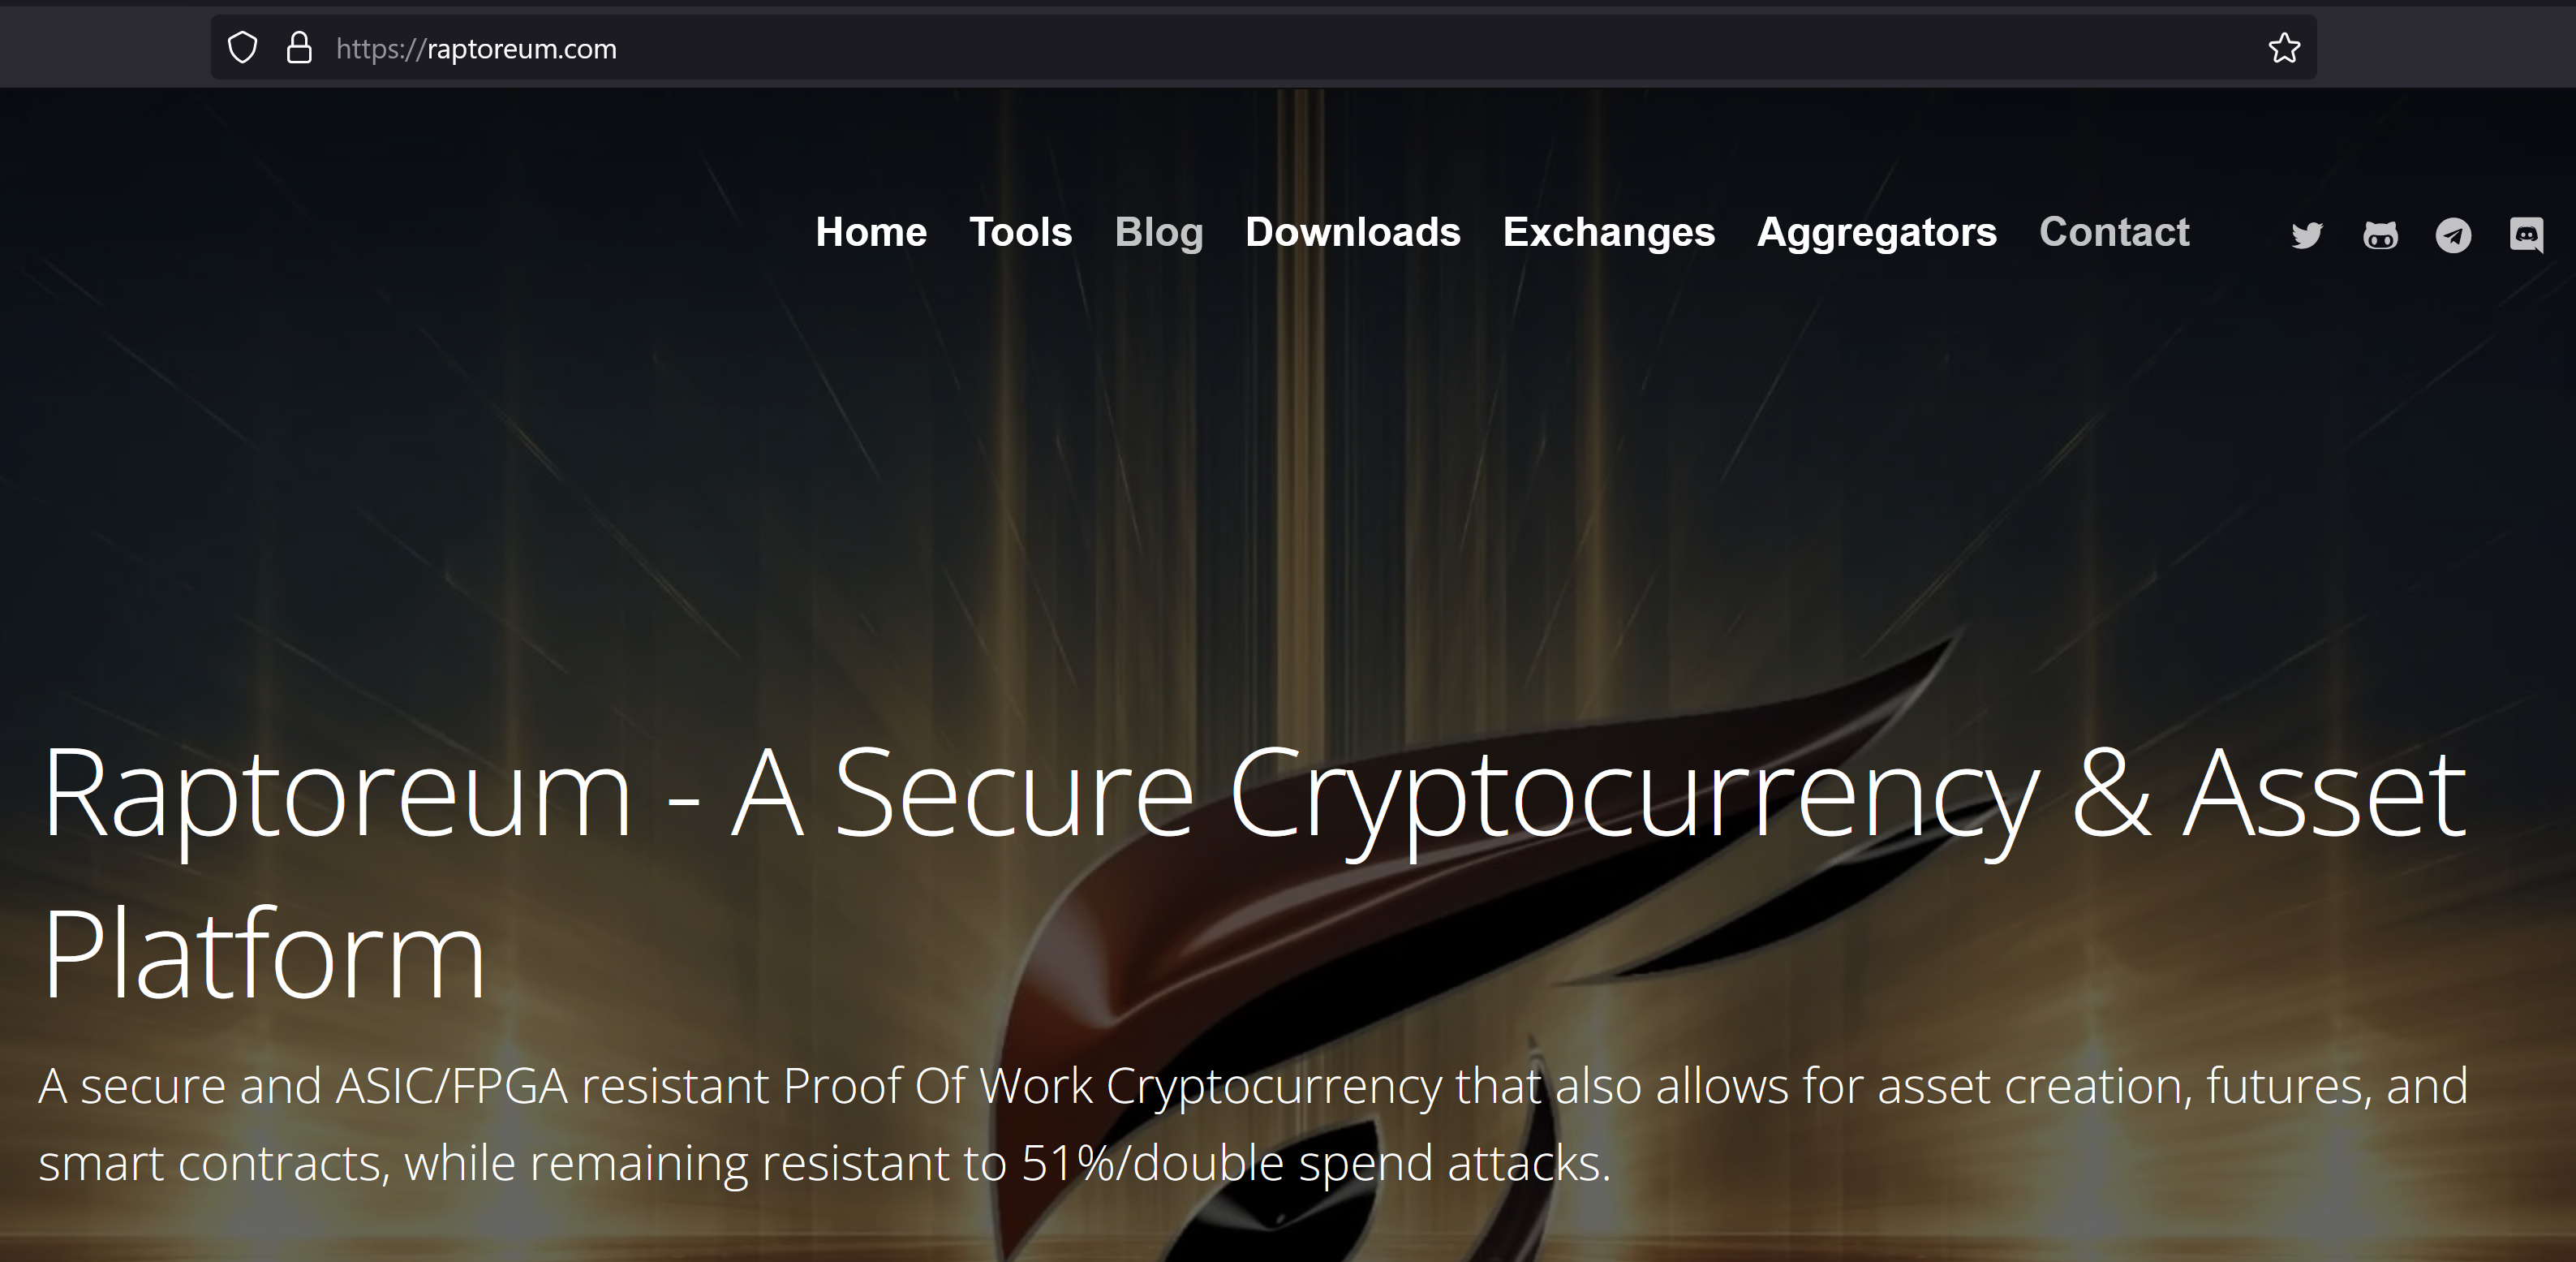 https://raptoreum.com
Home Tools Blog Downloads Exchanges Aggregators Contact
Raptoreum - A Secure Cryptocurrency & Asset
Platform
A secure and ASIC/FPGA resistant Proof Of Work Cryptocurrency that also allows for asset creation, futures, and
smart contracts, while remaining resistant to 51%/double spend attacks.